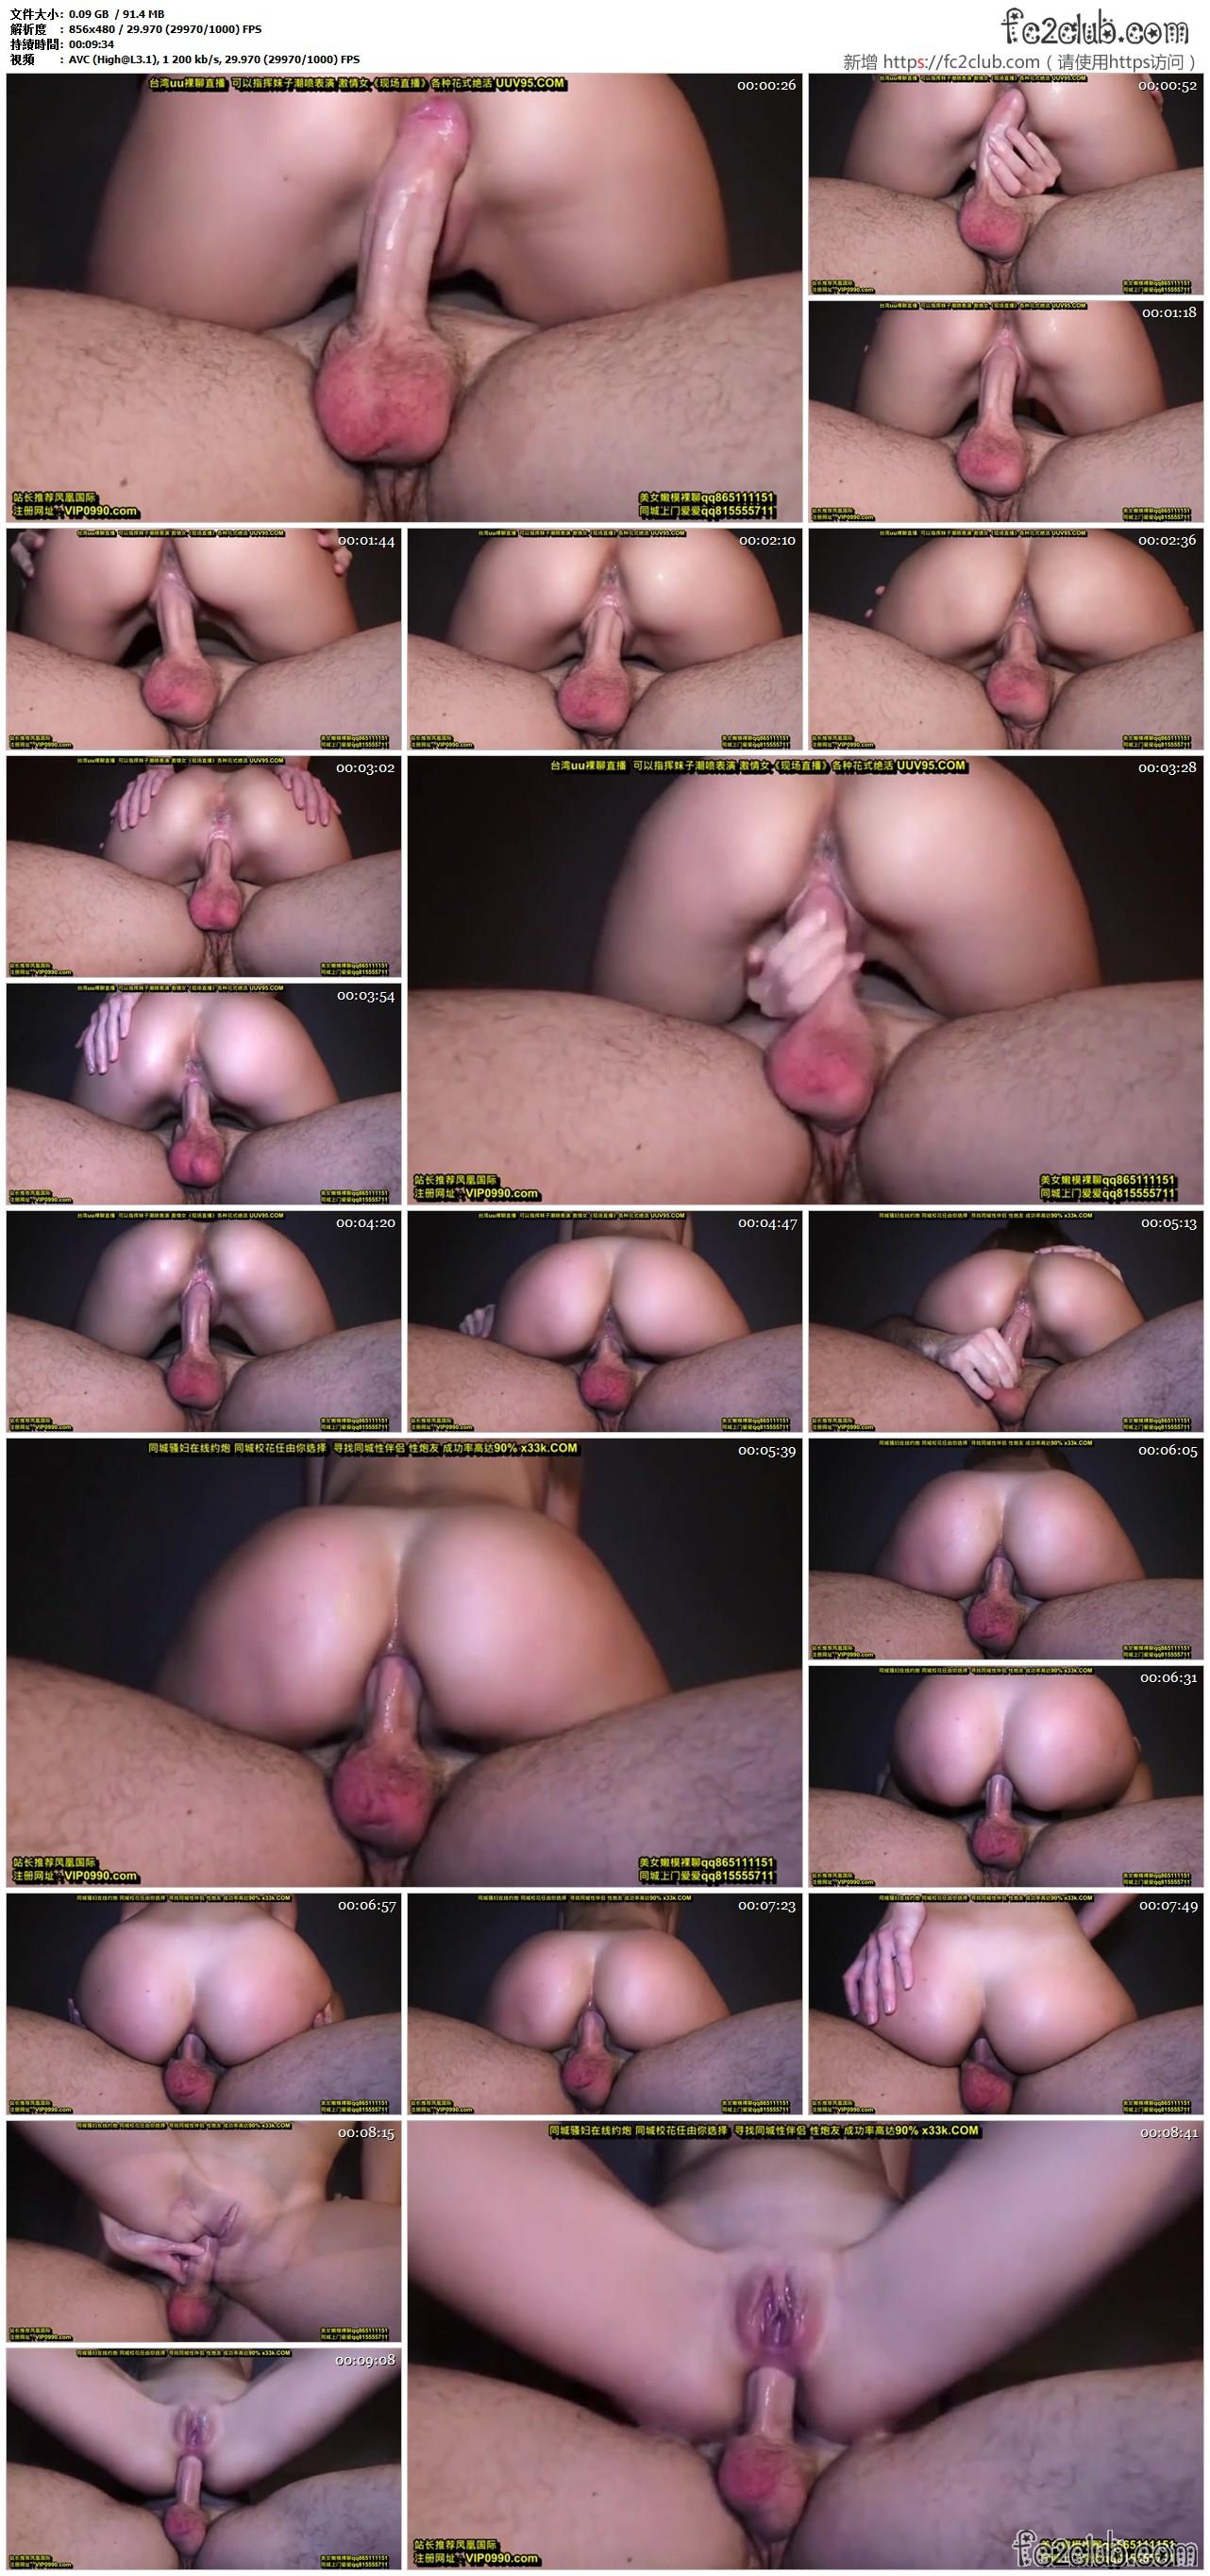 文件大小: 0.09 GB / 91.4 MB
解析度 : 856x480 / 29.970 (29970/1000) FPS
持续時間: 00:09:34
視頻 : AVC (High@L3.1), 1 200 kb/s, 29.970 (29970/1000) FPS
fc2club.com
新增 https://fc2club.com（请使用https访问）
台湾uu裸聊直播 可以指挥妹子潮喷表演 激情女《现场直播》各种花式绝活 UUV95.COM
00:00:26
站长推荐凤凰国际
注册网址：VIP0990.com
美女嫩模裸聊qq865111151
同城上门爱爱qq815555711
00:00:52
00:01:18
00:01:44
00:02:10
00:02:36
00:03:02
台湾uu裸聊直播 可以指挥妹子潮喷表演 激情女《现场直播》各种花式绝活 UUV95.COM
00:03:28
00:03:54
站长推荐凤凰国际
注册网址：VIP0990.com
美女嫩模裸聊qq865111151
同城上门爱爱qq815555711
00:04:20
00:04:47
00:05:13
同城骚妇在线约炮 同城校花任由你选择 寻找同城性伴侣 性炮友 成功率高达90% x33k.COM
00:05:39
00:06:05
00:06:31
站长推荐凤凰国际
注册网址：VIP0990.com
美女嫩模裸聊qq865111151
同城上门爱爱qq815555711
00:06:57
00:07:23
00:07:49
00:08:15
同城骚妇在线约炮 同城校花任由你选择 寻找同城性伴侣 性炮友 成功率高达90% x33k.COM
00:08:41
00:09:08
站长推荐凤凰国际
注册网址：VIP0990.com
fc2club.com